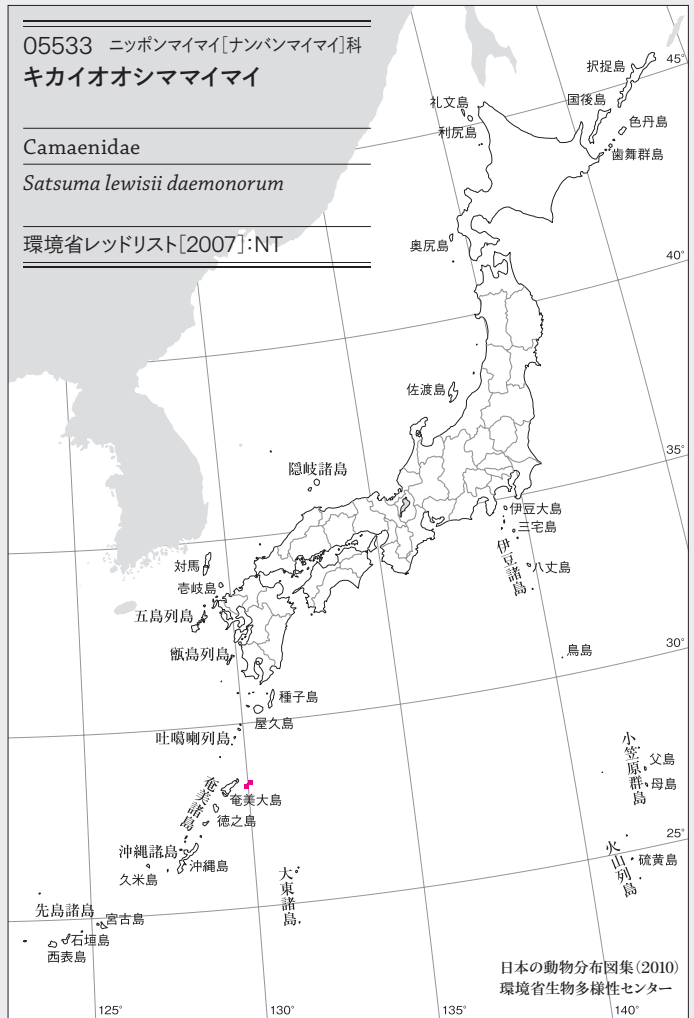 05533 ニッポンマイマイ[ナンバンマイマイ]科
キカイオオシママイマイ
Camaenidae
Satsuma lewisii daemonorum
環境省レッドリスト[2007]:NT
45°
択捉島
国後島
礼文島
色丹島
利尻島
歯舞群島
奥尻島
40°
佐渡島
35°
隠岐諸島
伊豆大島
三宅島
伊豆諸島
八丈島
対馬
壱岐島
五島列島
甑島列島
鳥島
30°
種子島
屋久島
吐噶喇列島
小笠原群島
父島
母島
奄美諸島
奄美大島
徳之島
25°
沖縄諸島
沖縄島
久米島
火山列島
硫黄島
大東諸島
先島諸島
宮古島
石垣島
西表島
日本の動物分布図集(2010)
環境省生物多様性センター
125°
130°
135°
140°